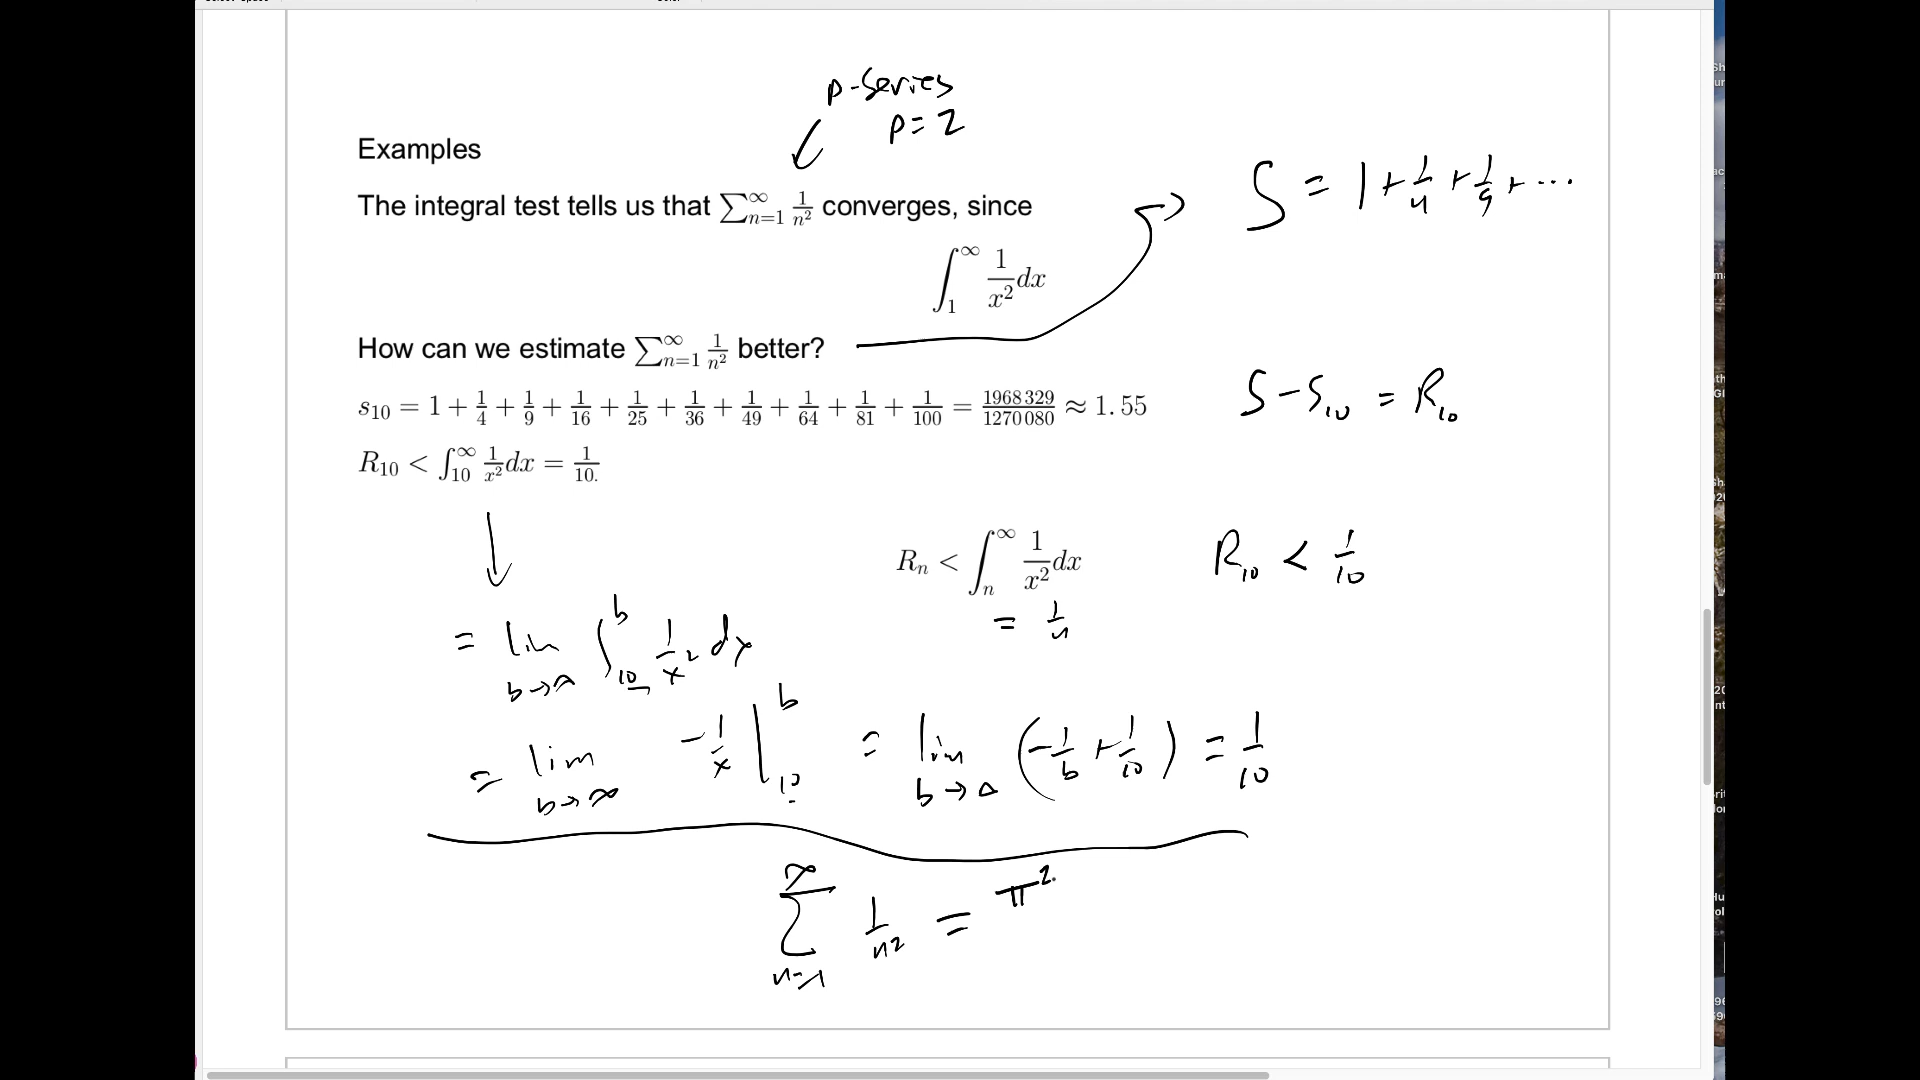 p-series
p = 2
Examples
The integral test tells us that ∑_{n=1}^{∞} 1/n² converges, since
S = 1 + 1/4 + 1/9 + ...
∫_1^∞ 1/x² dx
How can we estimate ∑_{n=1}^{∞} 1/n² better?
s₁₀ = 1 + 1/4 + 1/9 + 1/16 + 1/25 + 1/36 + 1/49 + 1/64 + 1/81 + 1/100 = 1968329/1270080 ≈ 1.55
S - S₁₀ = R₁₀
R₁₀ < ∫_10^∞ 1/x² dx = 1/10.
R_n < ∫_n^∞ 1/x² dx
R₁₀ < 1/10
= 1/n
= lim b→∞ ∫_10^b 1/x² dx
= lim b→∞ -1/x |_10^b = lim b→∞ (-1/b + 1/10) = 1/10
∑_{n=1}^{∞} 1/n² = π²